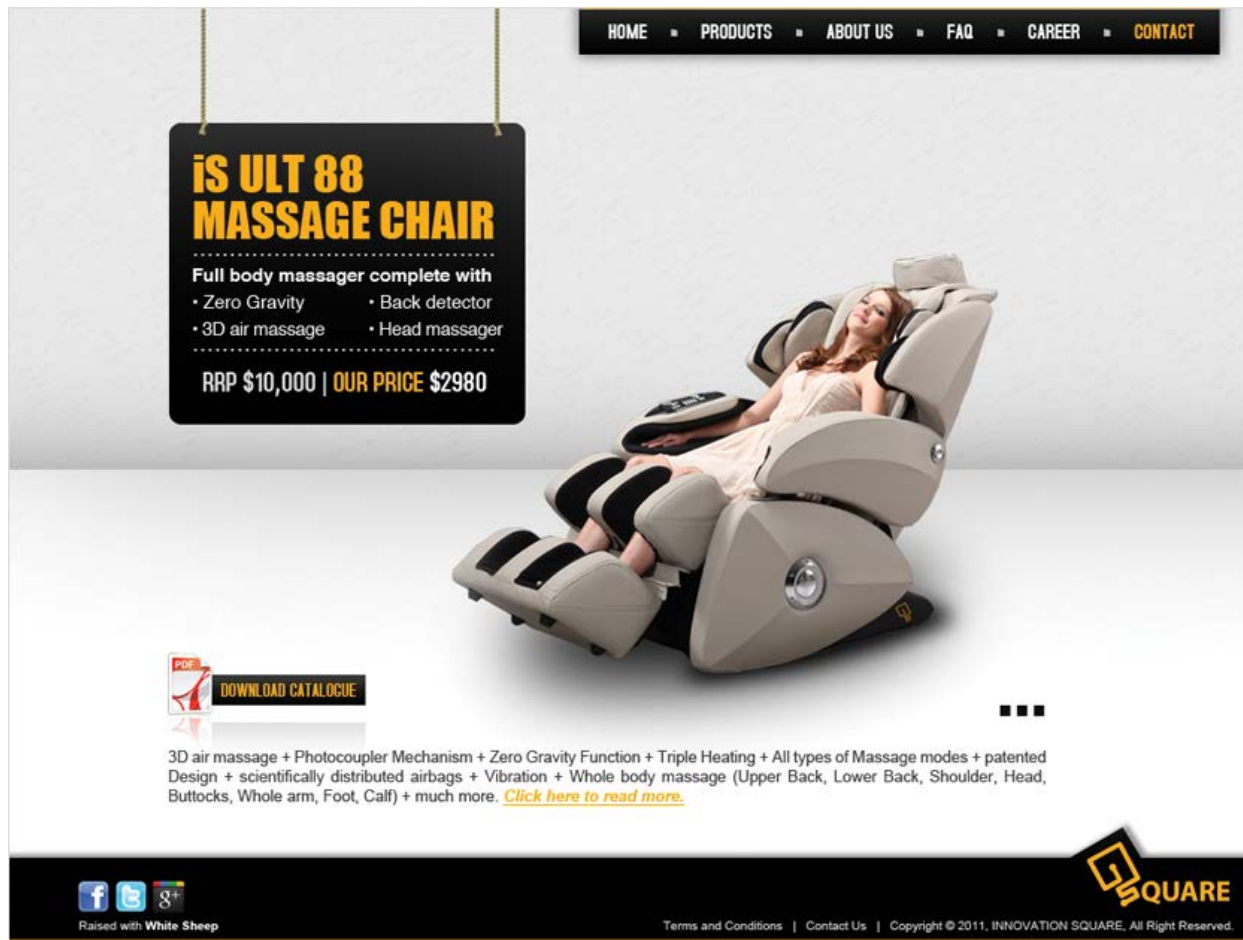 HOME ▪ PRODUCTS ▪ ABOUT US ▪ FAQ ▪ CAREER ▪ CONTACT
iS ULT 88
MASSAGE CHAIR
Full body massager complete with
• Zero Gravity • Back detector
• 3D air massage • Head massager
RRP $10,000 | OUR PRICE $2980
PDF
DOWNLOAD CATALOGUE
3D air massage + Photocoupler Mechanism + Zero Gravity Function + Triple Heating + All types of Massage modes + patented
Design + scientifically distributed airbags + Vibration + Whole body massage (Upper Back, Lower Back, Shoulder, Head,
Buttocks, Whole arm, Foot, Calf) + much more. Click here to read more.
f t g+
SQUARE
Raised with White Sheep
Terms and Conditions | Contact Us | Copyright © 2011, INNOVATION SQUARE, All Right Reserved.